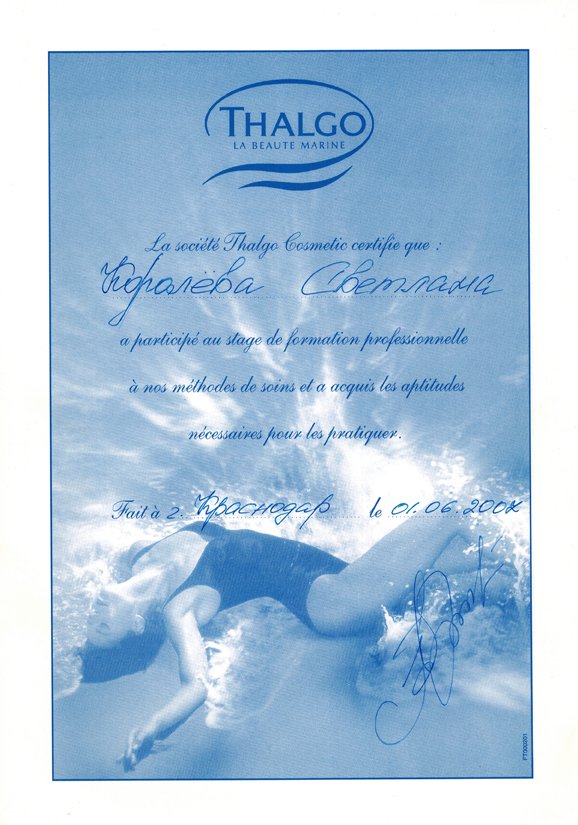 THALGO
LA BEAUTE MARINE
La société Thalgo Cosmetic certifie que :
Королёва Светлана
a participé au stage de formation professionnelle
à nos méthodes de soins et a acquis les aptitudes
nécessaires pour les pratiquer.
Fait à г. Краснодар le 01.06.2007
FT000201